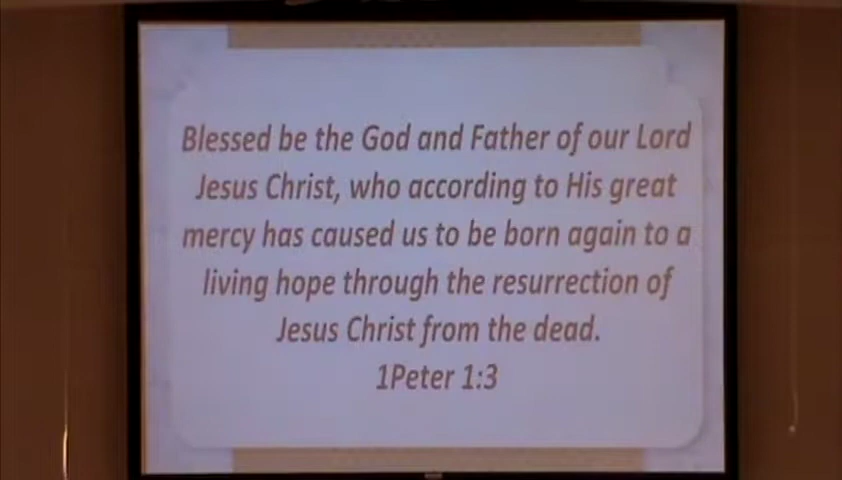 Blessed be the God and Father of our Lord
Jesus Christ, who according to His great
mercy has caused us to be born again to a
living hope through the resurrection of
Jesus Christ from the dead.
1Peter 1:3